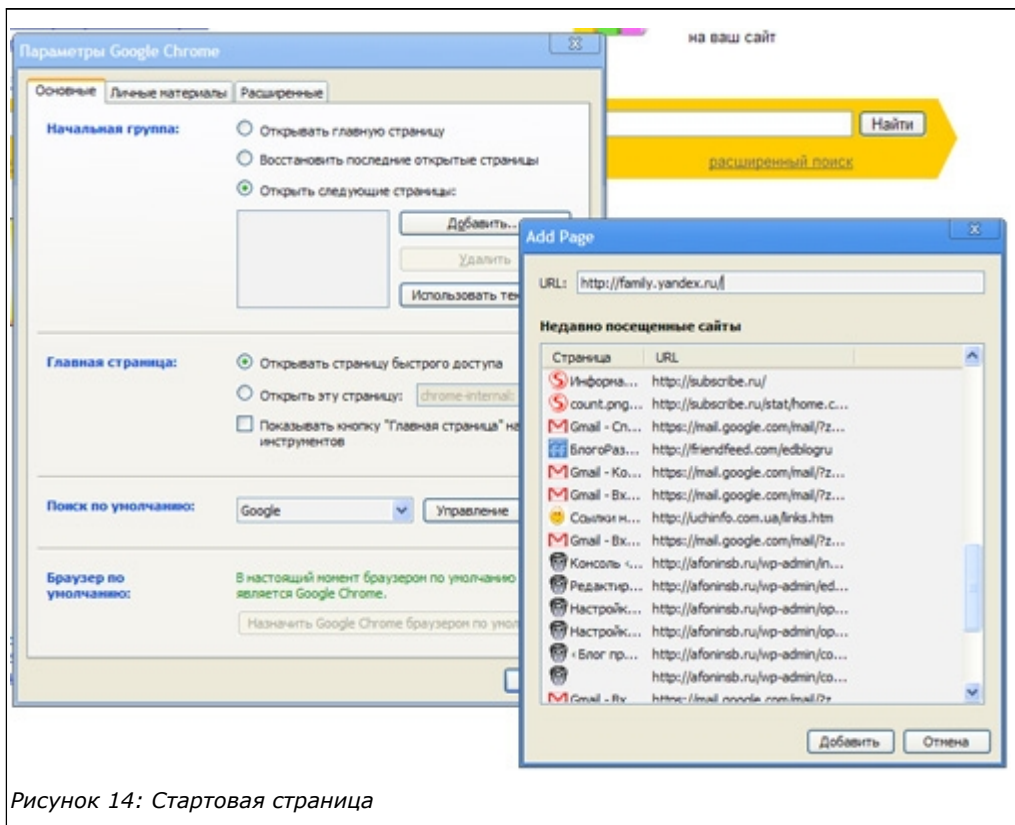 на ваш сайт
Параметры Google Chrome
Основные Личные материалы Расширенные
Найти
Начальная группа:
Открывать главную страницу
расширенный поиск
Восстановить последние открытые страницы
Открыть следующие страницы:
Добавить...
Удалить
Использовать тек
Add Page
URL: http://family.yandex.ru/
Недавно посещенные сайты
Страница URL
Информа... http://subscribe.ru/
count.png... http://subscribe.ru/stat/home.c...
Gmail - Сп... https://mail.google.com/mail/?z...
БлогоРаз... http://friendfeed.com/edblogru
Gmail - Ко... https://mail.google.com/mail/?z...
Gmail - Вх... https://mail.google.com/mail/?z...
Ссылки н... http://uchinfo.com.ua/links.htm
Gmail - Вх... https://mail.google.com/mail/?z...
Консоль ‹... http://afoninsb.ru/wp-admin/in...
Редактир... http://afoninsb.ru/wp-admin/ed...
Настройк... http://afoninsb.ru/wp-admin/op...
Настройк... http://afoninsb.ru/wp-admin/op...
‹ Блог пр... http://afoninsb.ru/wp-admin/co...
http://afoninsb.ru/wp-admin/co...
Gmail - Вх... https://mail.google.com/mail/?z...
Добавить Отмена
Главная страница:
Открывать страницу быстрого доступа
Открыть эту страницу: chrome-internal:
Показывать кнопку "Главная страница" на
инструментов
Поиск по умолчанию:
Google Управление
Браузер по
умолчанию:
В настоящий момент браузером по умолчанию
является Google Chrome.
Назначить Google Chrome браузером по умол
Рисунок 14: Стартовая страница